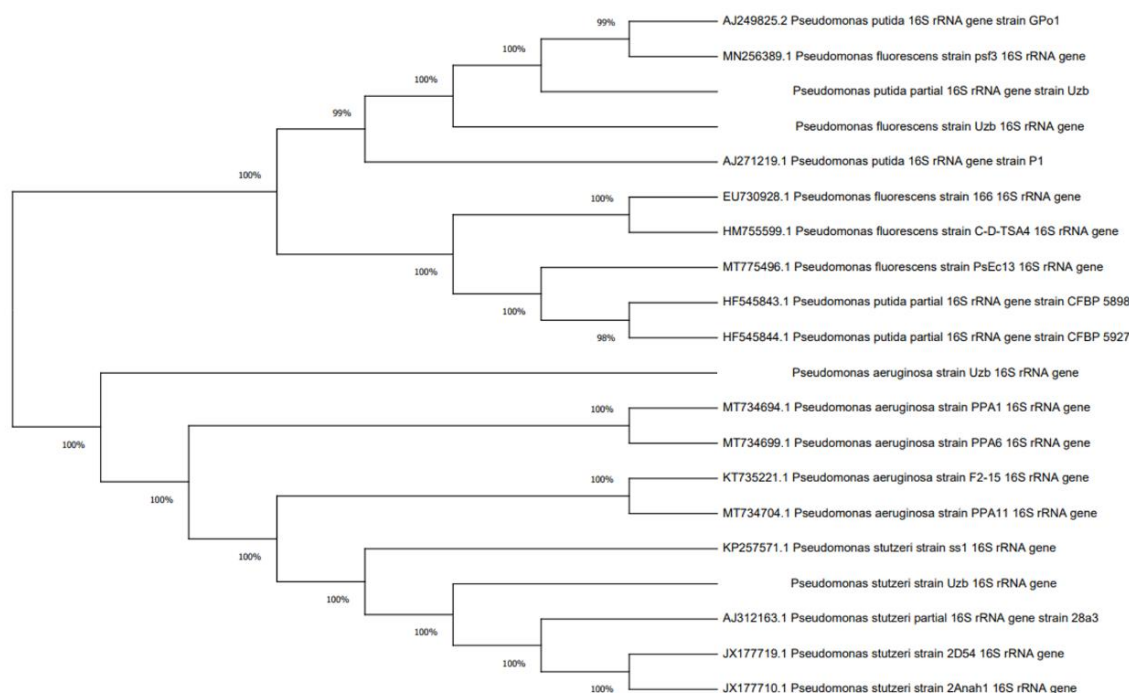 99%
AJ249825.2 Pseudomonas putida 16S rRNA gene strain GPo1
100%
MN256389.1 Pseudomonas fluorescens strain psf3 16S rRNA gene
100%
Pseudomonas putida partial 16S rRNA gene strain Uzb
99%
Pseudomonas fluorescens strain Uzb 16S rRNA gene
100%
AJ271219.1 Pseudomonas putida 16S rRNA gene strain P1
100%
EU730928.1 Pseudomonas fluorescens strain 166 16S rRNA gene
HM755599.1 Pseudomonas fluorescens strain C-D-TSA4 16S rRNA gene
100%
MT775496.1 Pseudomonas fluorescens strain PsEc13 16S rRNA gene
100%
HF545843.1 Pseudomonas putida partial 16S rRNA gene strain CFBP 5898
98%
HF545844.1 Pseudomonas putida partial 16S rRNA gene strain CFBP 5927
Pseudomonas aeruginosa strain Uzb 16S rRNA gene
100%
MT734694.1 Pseudomonas aeruginosa strain PPA1 16S rRNA gene
100%
MT734699.1 Pseudomonas aeruginosa strain PPA6 16S rRNA gene
100%
100%
KT735221.1 Pseudomonas aeruginosa strain F2-15 16S rRNA gene
MT734704.1 Pseudomonas aeruginosa strain PPA11 16S rRNA gene
100%
KP257571.1 Pseudomonas stutzeri strain ss1 16S rRNA gene
Pseudomonas stutzeri strain Uzb 16S rRNA gene
100%
AJ312163.1 Pseudomonas stutzeri partial 16S rRNA gene strain 28a3
100%
JX177719.1 Pseudomonas stutzeri strain 2D54 16S rRNA gene
100%
JX177710.1 Pseudomonas stutzeri strain 2Anah1 16S rRNA gene
100%